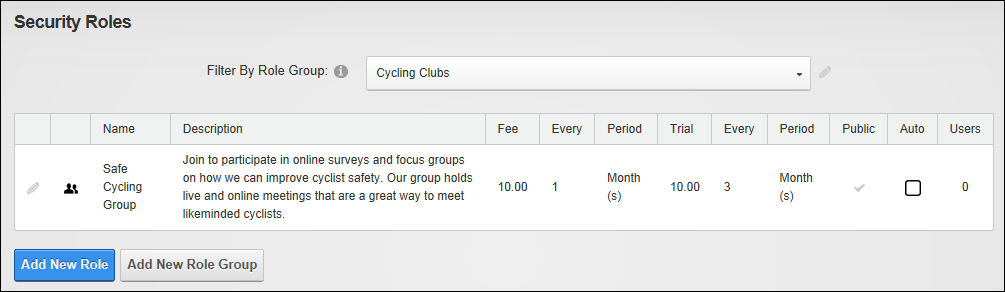 Security Roles
Filter By Role Group:
Cycling Clubs
Name Description Fee Every Period Trial Every Period Public Auto Users
Safe
Cycling
Group
Join to participate in online surveys and focus groups
on how we can improve cyclist safety. Our group holds
live and online meetings that are a great way to meet
likeminded cyclists.
10.00
1
Month
(s)
10.00
3
Month
(s)
0
Add New Role
Add New Role Group